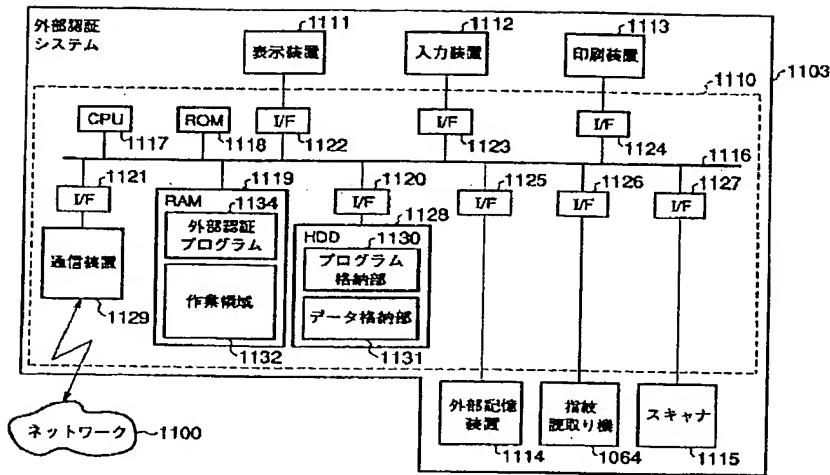 外部認証
システム
1111
1112
1113
表示装置
入力装置
印刷装置
1103
1110
CPU
ROM
I/F
I/F
I/F
1117
1118
1122
1123
1124
1116
1121
1119
1120
1125
1126
1127
I/F
RAM
1134
I/F
1128
I/F
I/F
I/F
外部認証
プログラム
HDD
1130
プログラム
格納部
通信装置
作業領域
データ格納部
1129
1132
1131
ネットワーク
1100
外部記憶
装置
指紋
読取り機
スキャナ
1114
1064
1115